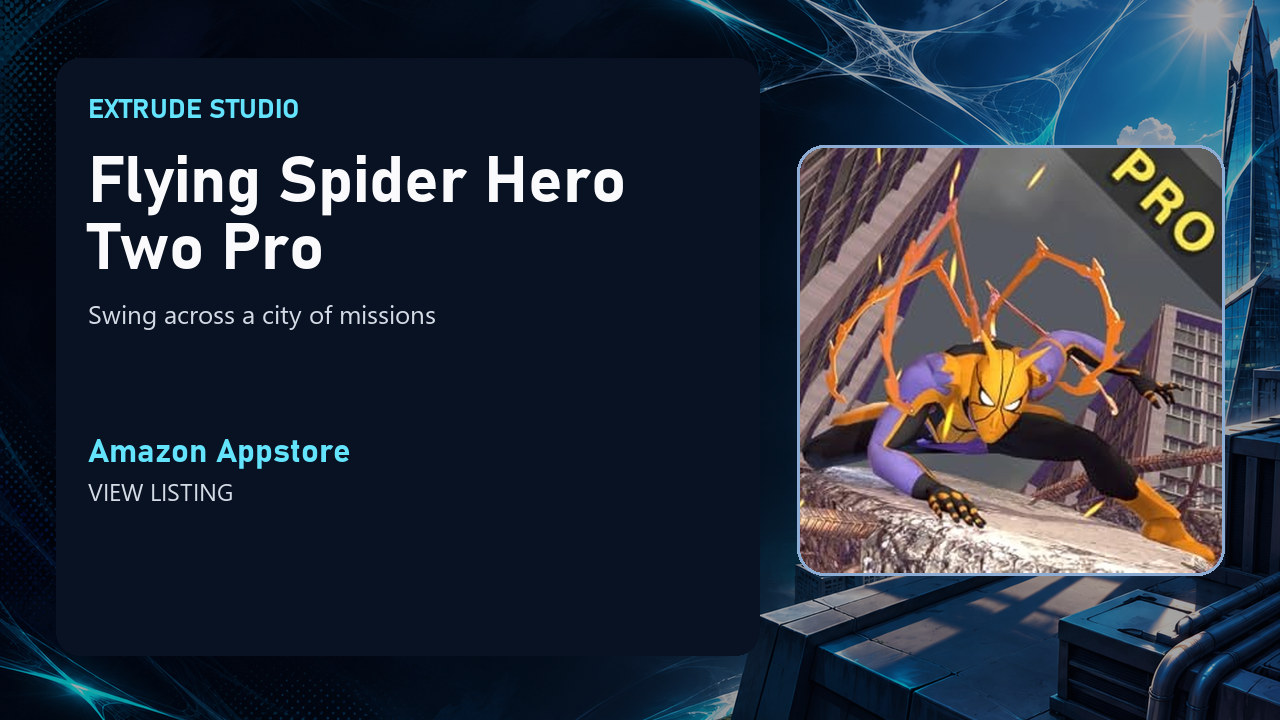 EXTRUDE STUDIO
Flying Spider Hero
Two Pro
Swing across a city of missions
Amazon Appstore
VIEW LISTING
PRO